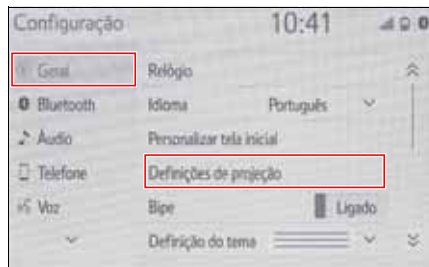 Configuração 10:41
Geral Relógio
Bluetooth Idioma Português
Áudio Personalizar tela inicial
Telefone Definições de projeção
Voz Bipe Ligado
Definição do tema